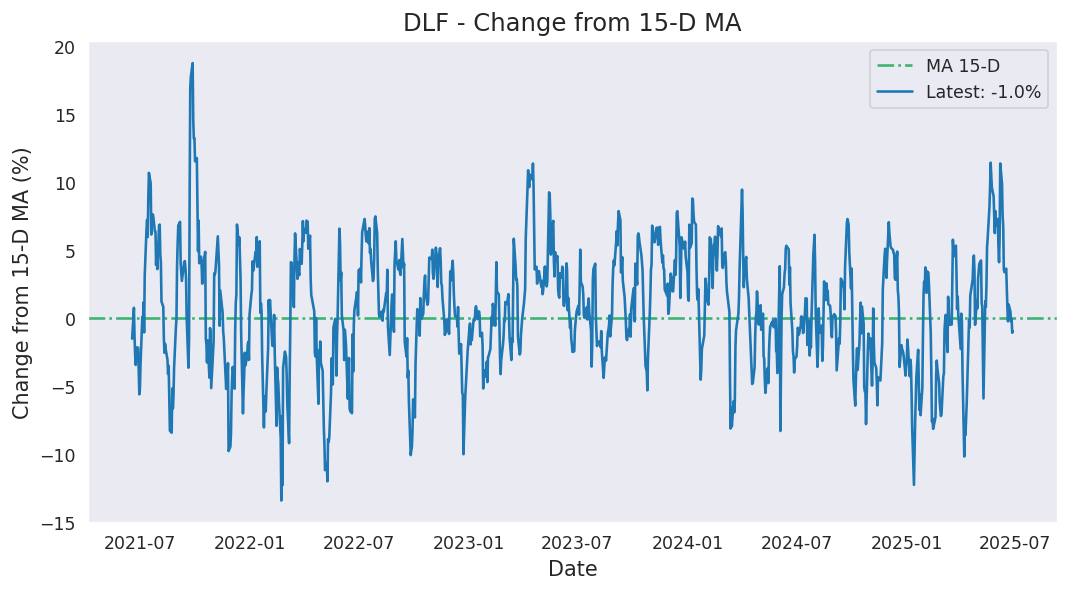 DLF - Change from 15-D MA
MA 15-D
Latest: -1.0%
Change from 15-D MA (%)
20
15
10
5
0
−5
−10
−15
2021-07 2022-01 2022-07 2023-01 2023-07 2024-01 2024-07 2025-01 2025-07
Date